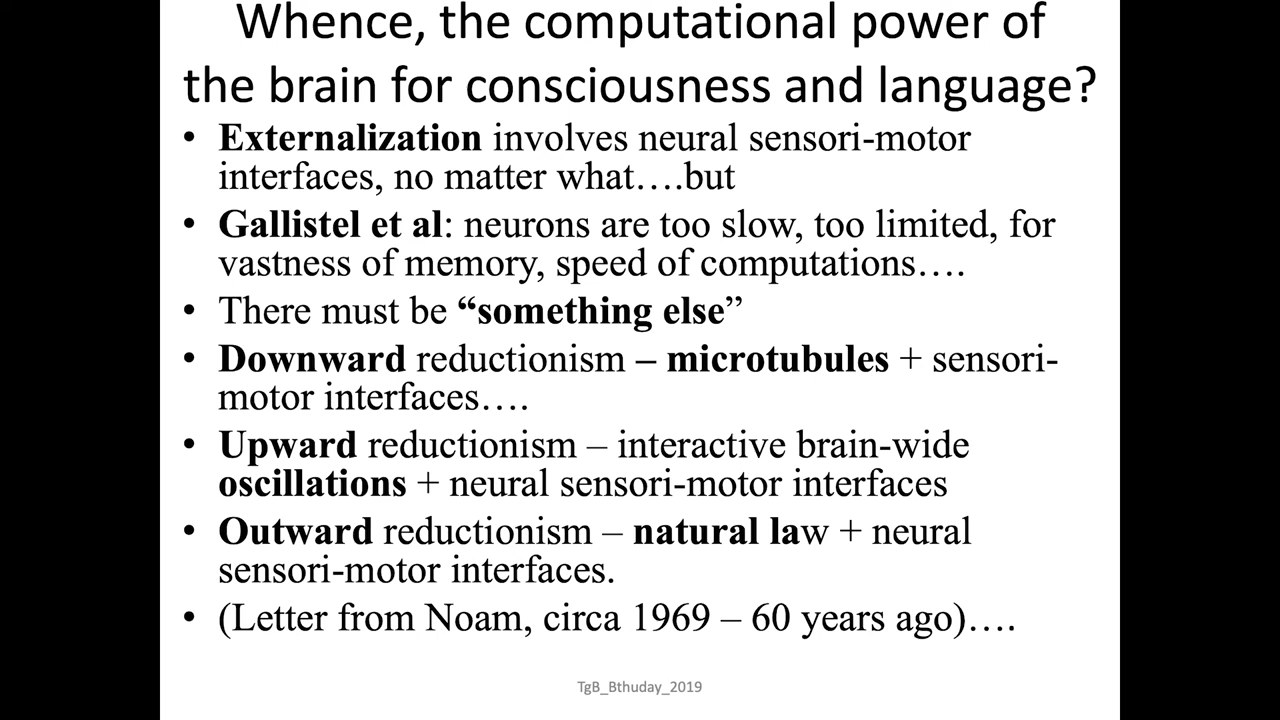 Whence, the computational power of
the brain for consciousness and language?
• Externalization involves neural sensori-motor
interfaces, no matter what….but
• Gallistel et al: neurons are too slow, too limited, for
vastness of memory, speed of computations….
• There must be “something else”
• Downward reductionism – microtubules + sensori-
motor interfaces….
• Upward reductionism – interactive brain-wide
oscillations + neural sensori-motor interfaces
• Outward reductionism – natural law + neural
sensori-motor interfaces.
• (Letter from Noam, circa 1969 – 60 years ago)….
TgB_Bthuday_2019